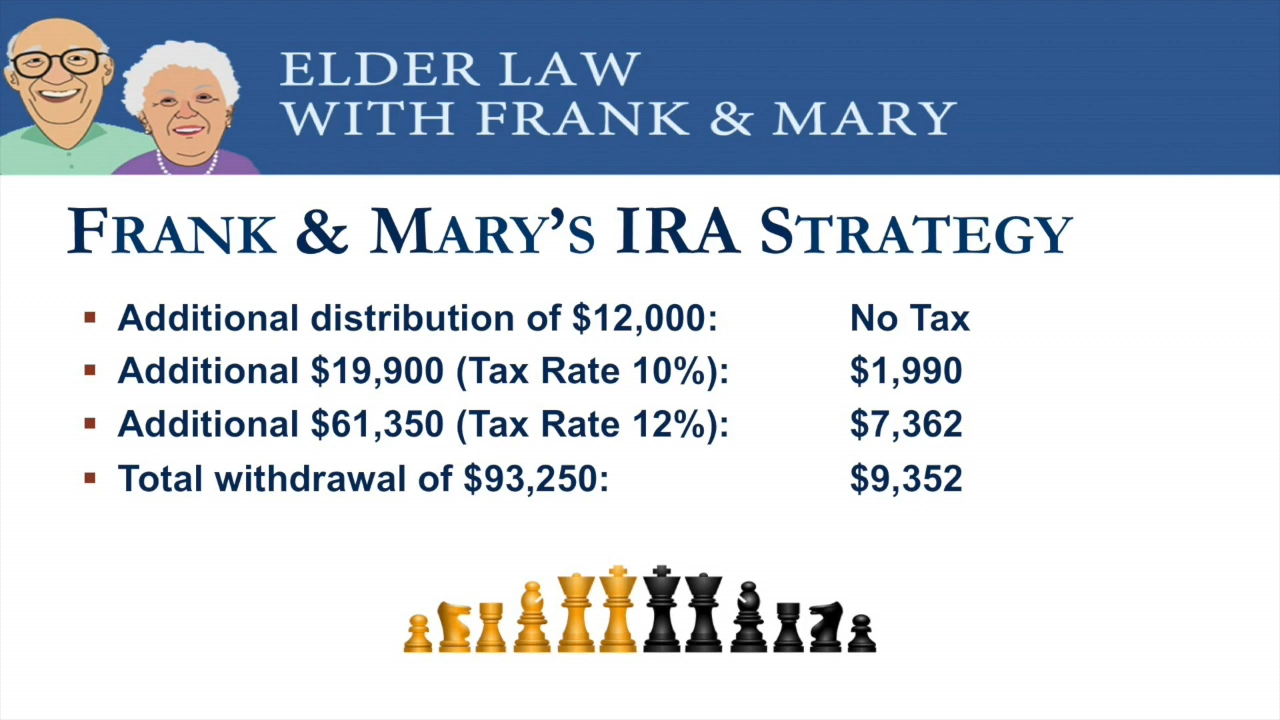 ELDER LAW
WITH FRANK & MARY
FRANK & MARY'S IRA STRATEGY
▪ Additional distribution of $12,000: No Tax
▪ Additional $19,900 (Tax Rate 10%): $1,990
▪ Additional $61,350 (Tax Rate 12%): $7,362
▪ Total withdrawal of $93,250: $9,352